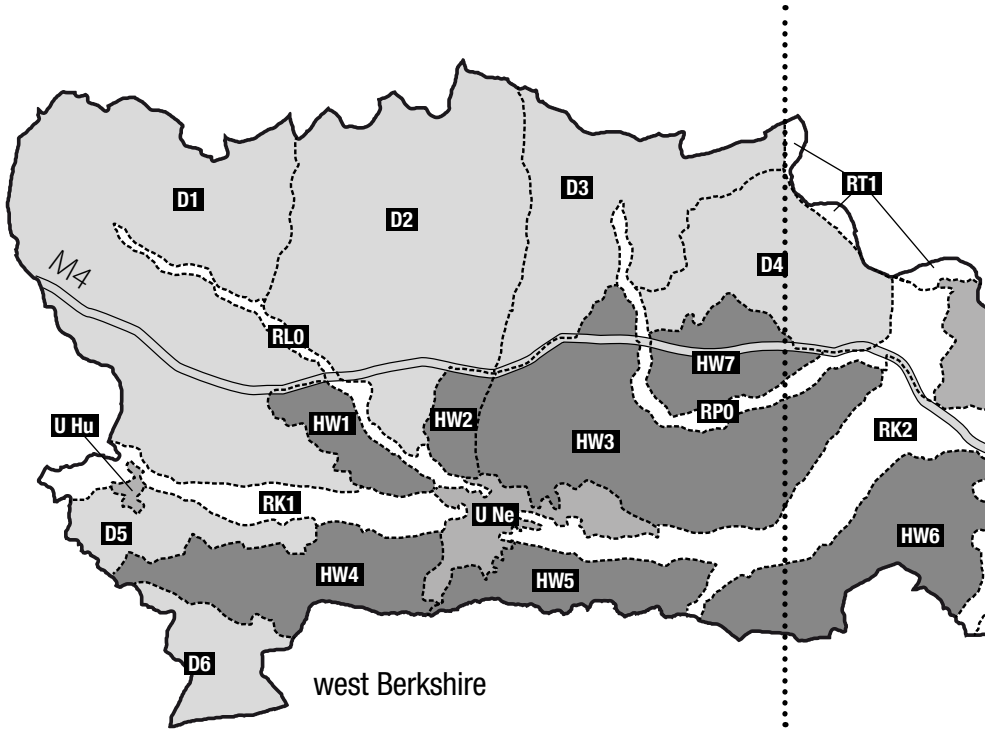 D1
D2
D3
RT1
D4
M4
RL0
HW7
U Hu
HW1
HW2
HW3
RP0
RK2
RK1
U Ne
D5
HW6
HW4
HW5
D6
west Berkshire